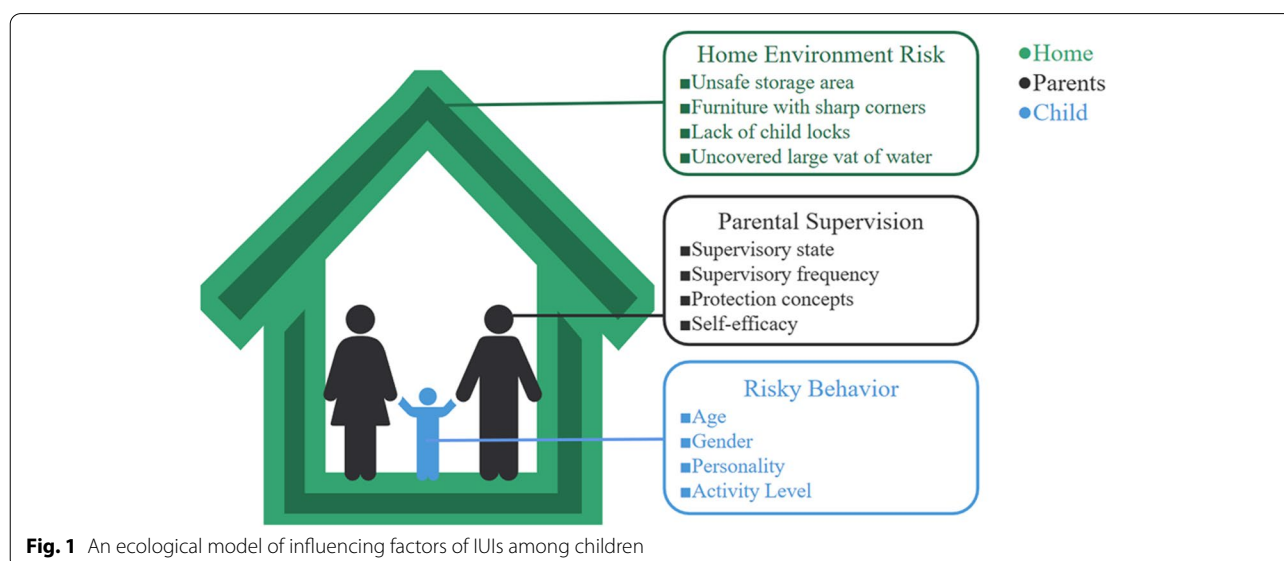 Home Environment Risk
■Unsafe storage area
■Furniture with sharp corners
■Lack of child locks
■Uncovered large vat of water
●Home
●Parents
●Child
Parental Supervision
■Supervisory state
■Supervisory frequency
■Protection concepts
■Self-efficacy
Risky Behavior
■Age
■Gender
■Personality
■Activity Level
Fig. 1 An ecological model of influencing factors of IUIs among children